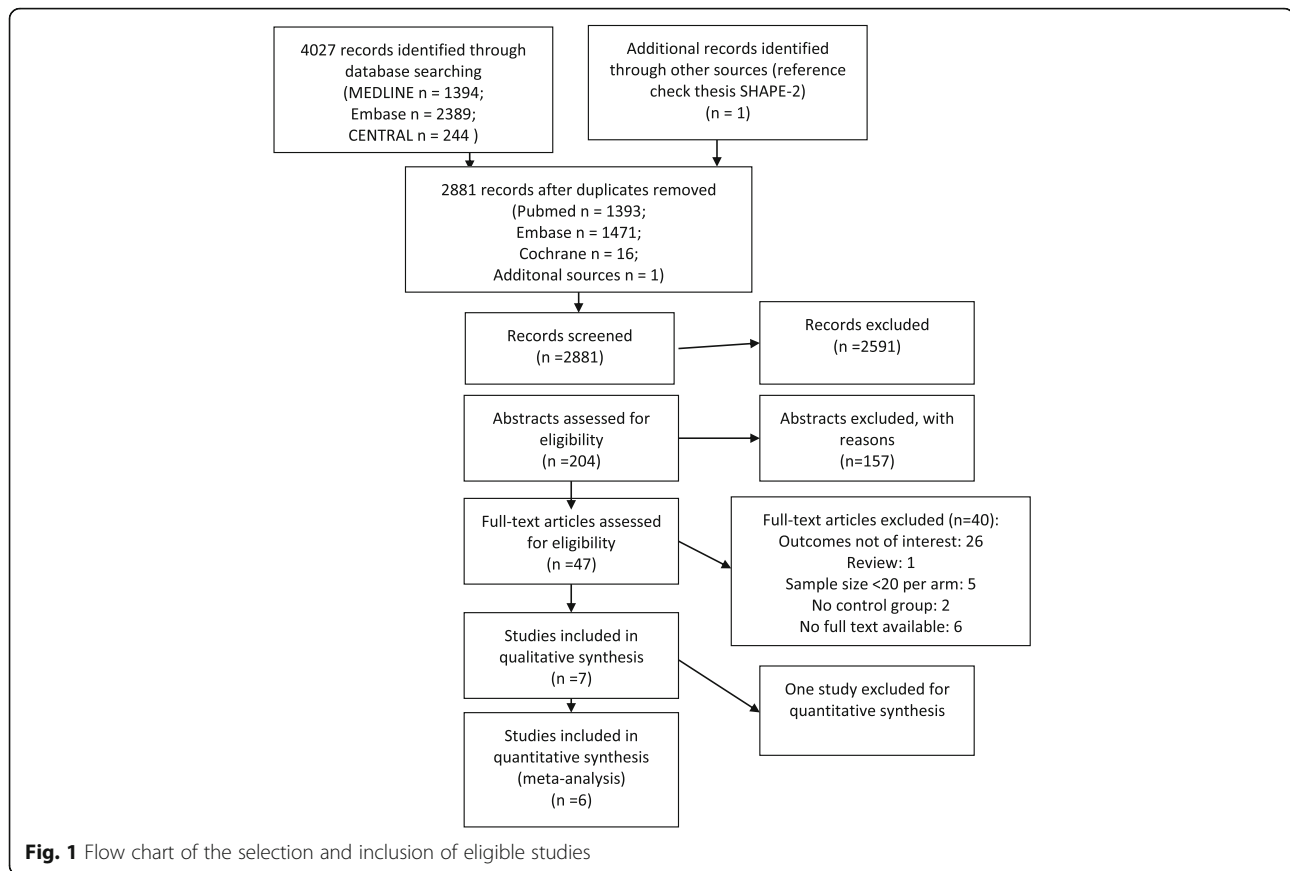 4027 records identified through
database searching
(MEDLINE n = 1394;
Embase n = 2389;
CENTRAL n = 244 )
Additional records identified
through other sources (reference
check thesis SHAPE-2)
(n = 1)
2881 records after duplicates removed
(Pubmed n = 1393;
Embase n = 1471;
Cochrane n = 16;
Additonal sources n = 1)
Records screened
(n =2881)
Records excluded
(n =2591)
Abstracts assessed for
eligibility
(n =204)
Abstracts excluded, with
reasons
(n=157)
Full-text articles assessed
for eligibility
(n =47)
Full-text articles excluded (n=40):
Outcomes not of interest: 26
Review: 1
Sample size <20 per arm: 5
No control group: 2
No full text available: 6
Studies included in
qualitative synthesis
(n =7)
One study excluded for
quantitative synthesis
Studies included in
quantitative synthesis
(meta-analysis)
(n =6)
Fig. 1 Flow chart of the selection and inclusion of eligible studies